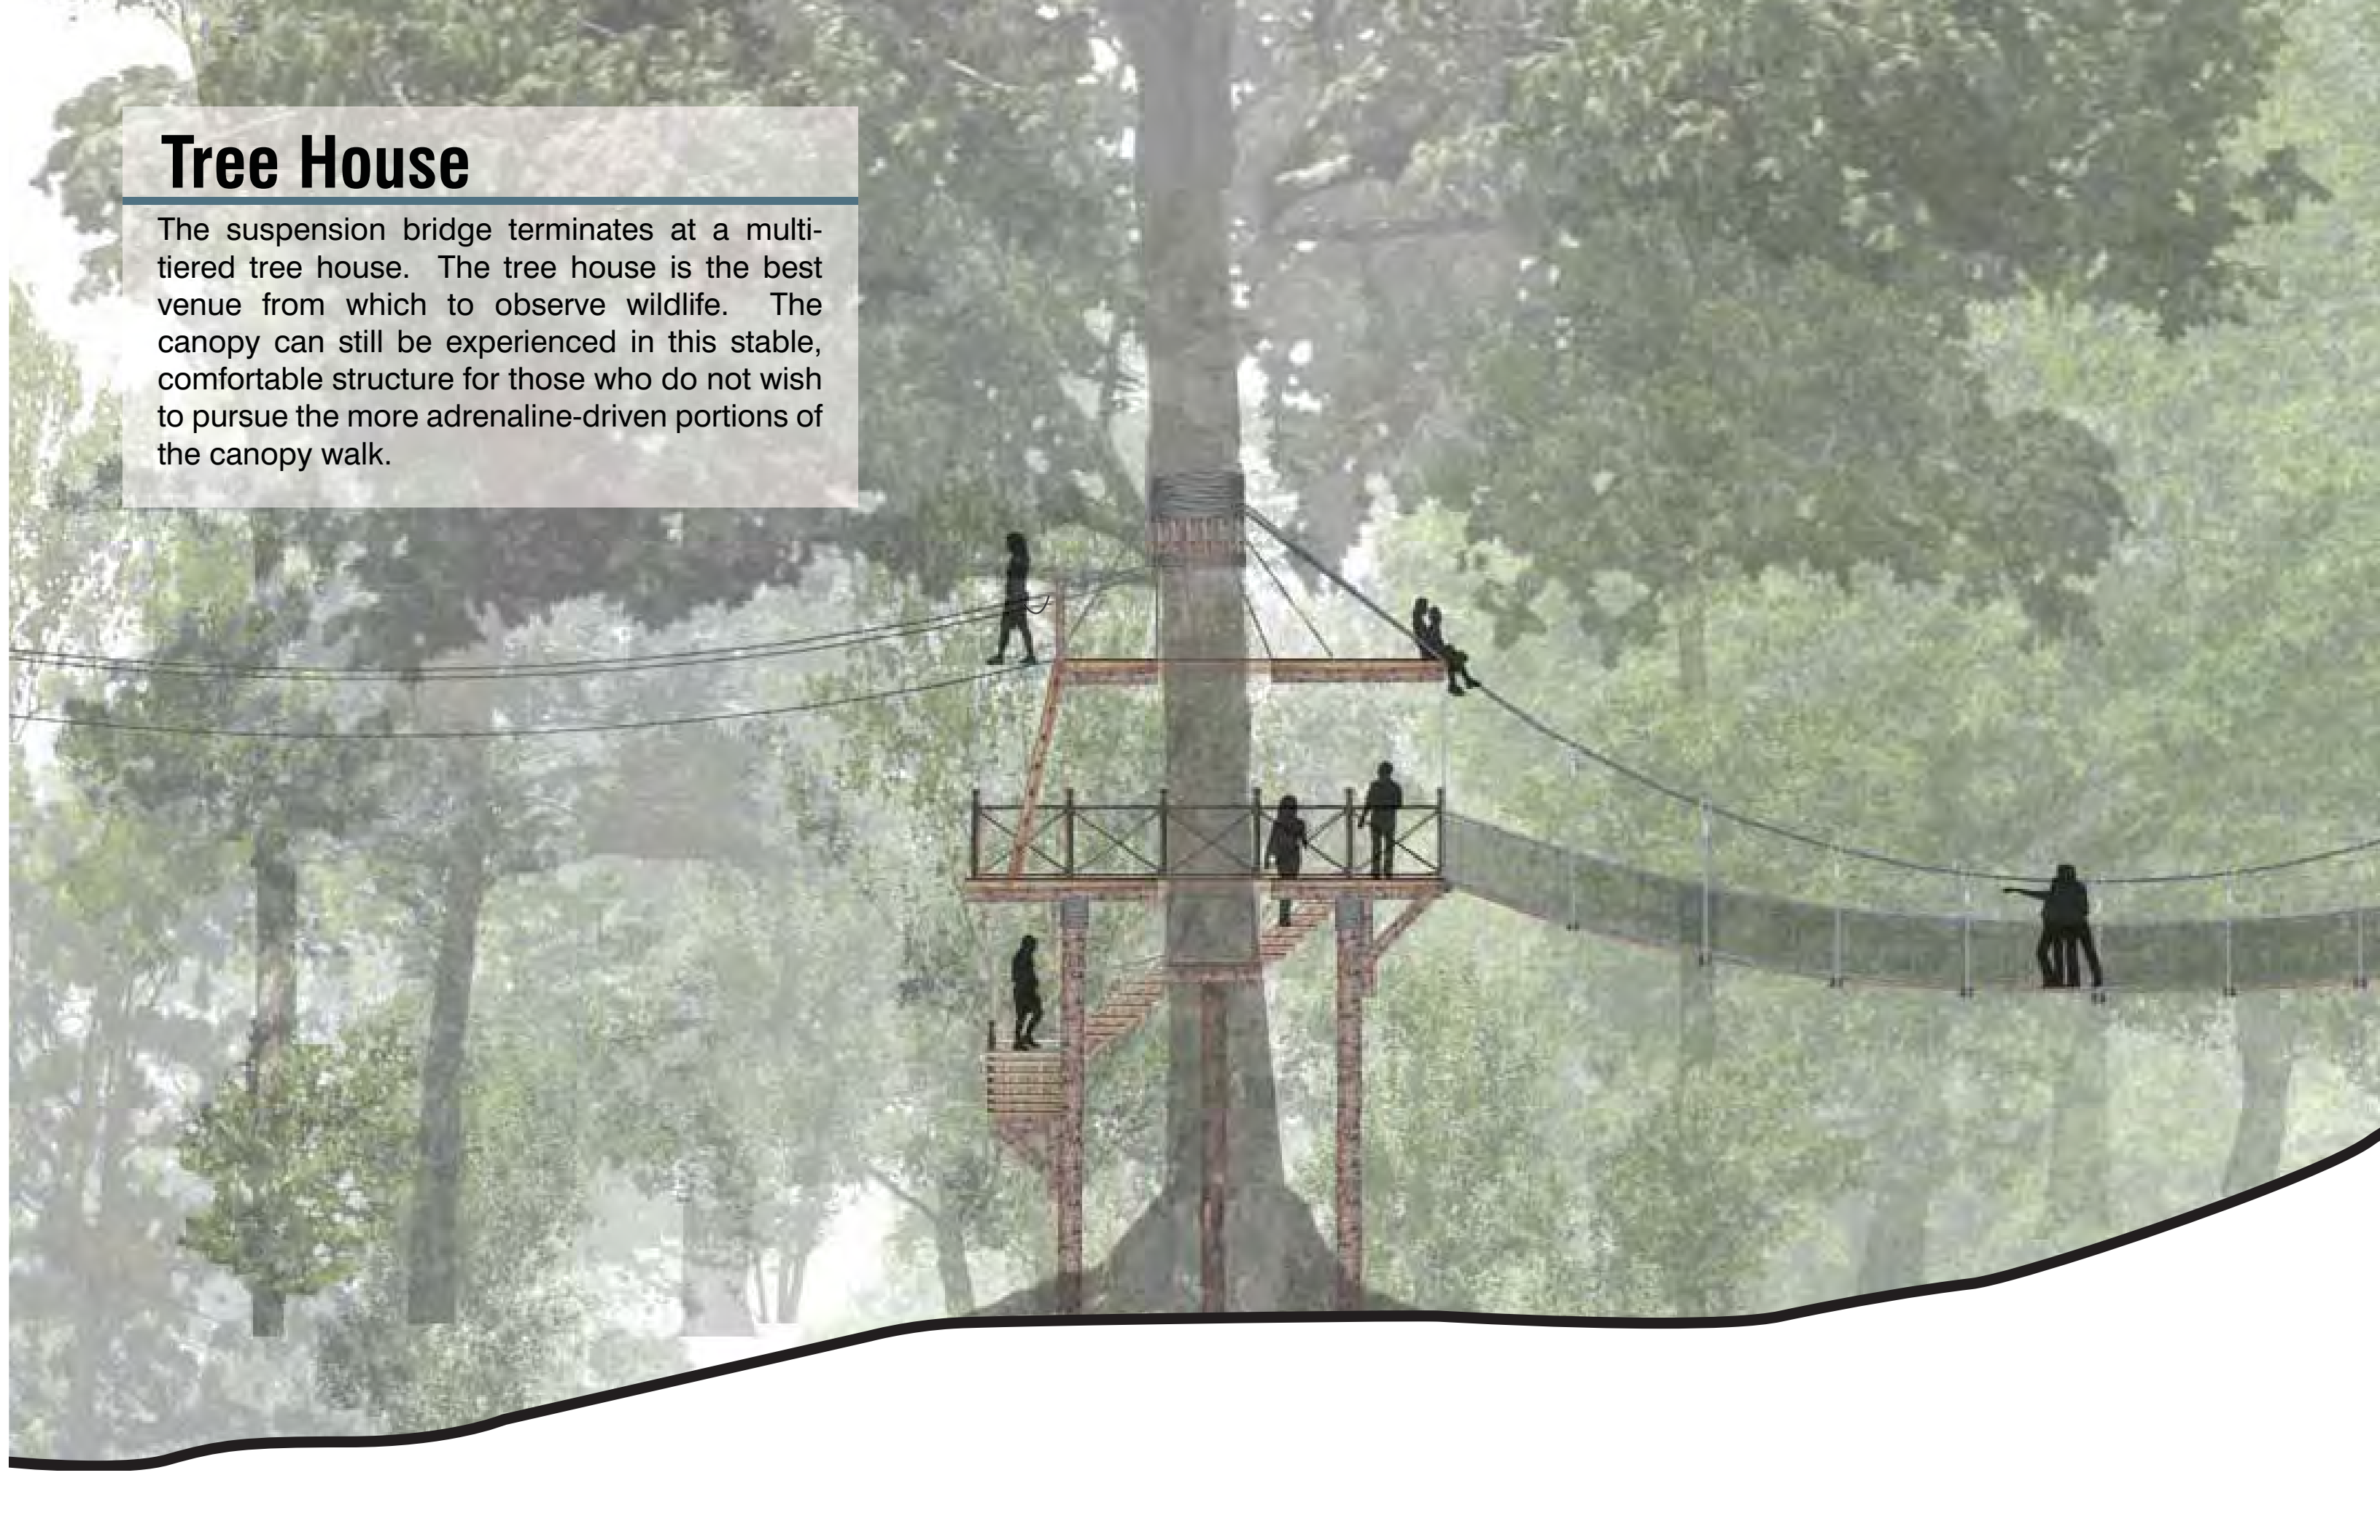 Tree House
The suspension bridge terminates at a multi-
tiered tree house. The tree house is the best
venue from which to observe wildlife. The
canopy can still be experienced in this stable,
comfortable structure for those who do not wish
to pursue the more adrenaline-driven portions of
the canopy walk.